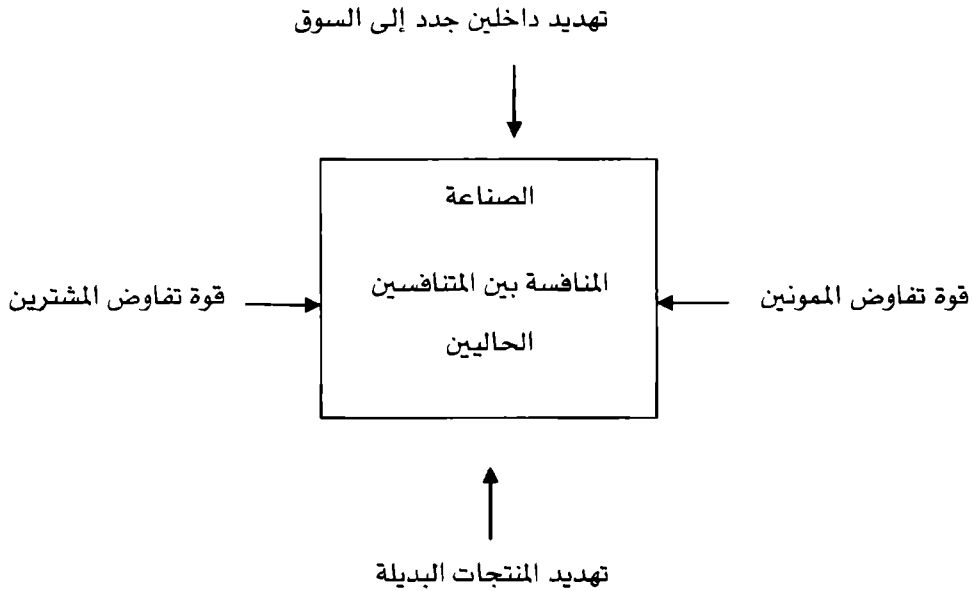 تهديد داخلين جدد إلى السوق
الصناعة
المنافسة بين المتنافسين
الحاليين
قوة تفاوض الممونين
قوة تفاوض المشترين
تهديد المنتجات البديلة